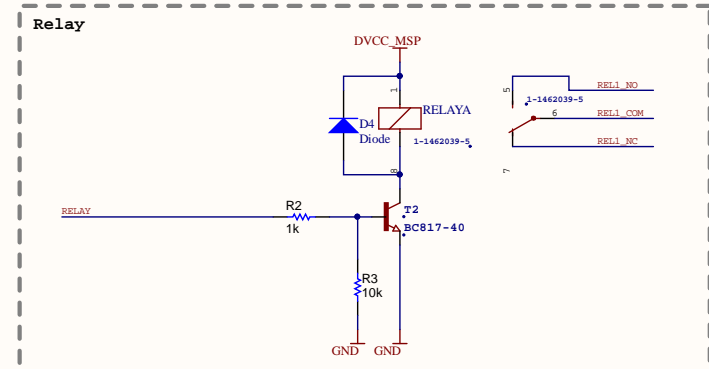 Relay
DVCC_MSP
1
RELAYA
D4
Diode
1-1462039-5
8
5
REL1_NO
1-1462039-5
6
REL1_COM
REL1_NC
7
RELAY
R2
1k
T2
BC817-40
R3
10k
GND
GND